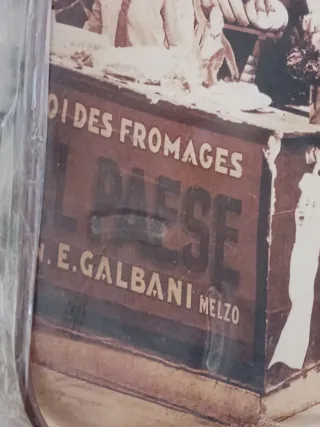 OI DES FROMAGES
L PAESE
. E. GALBANI MELZO